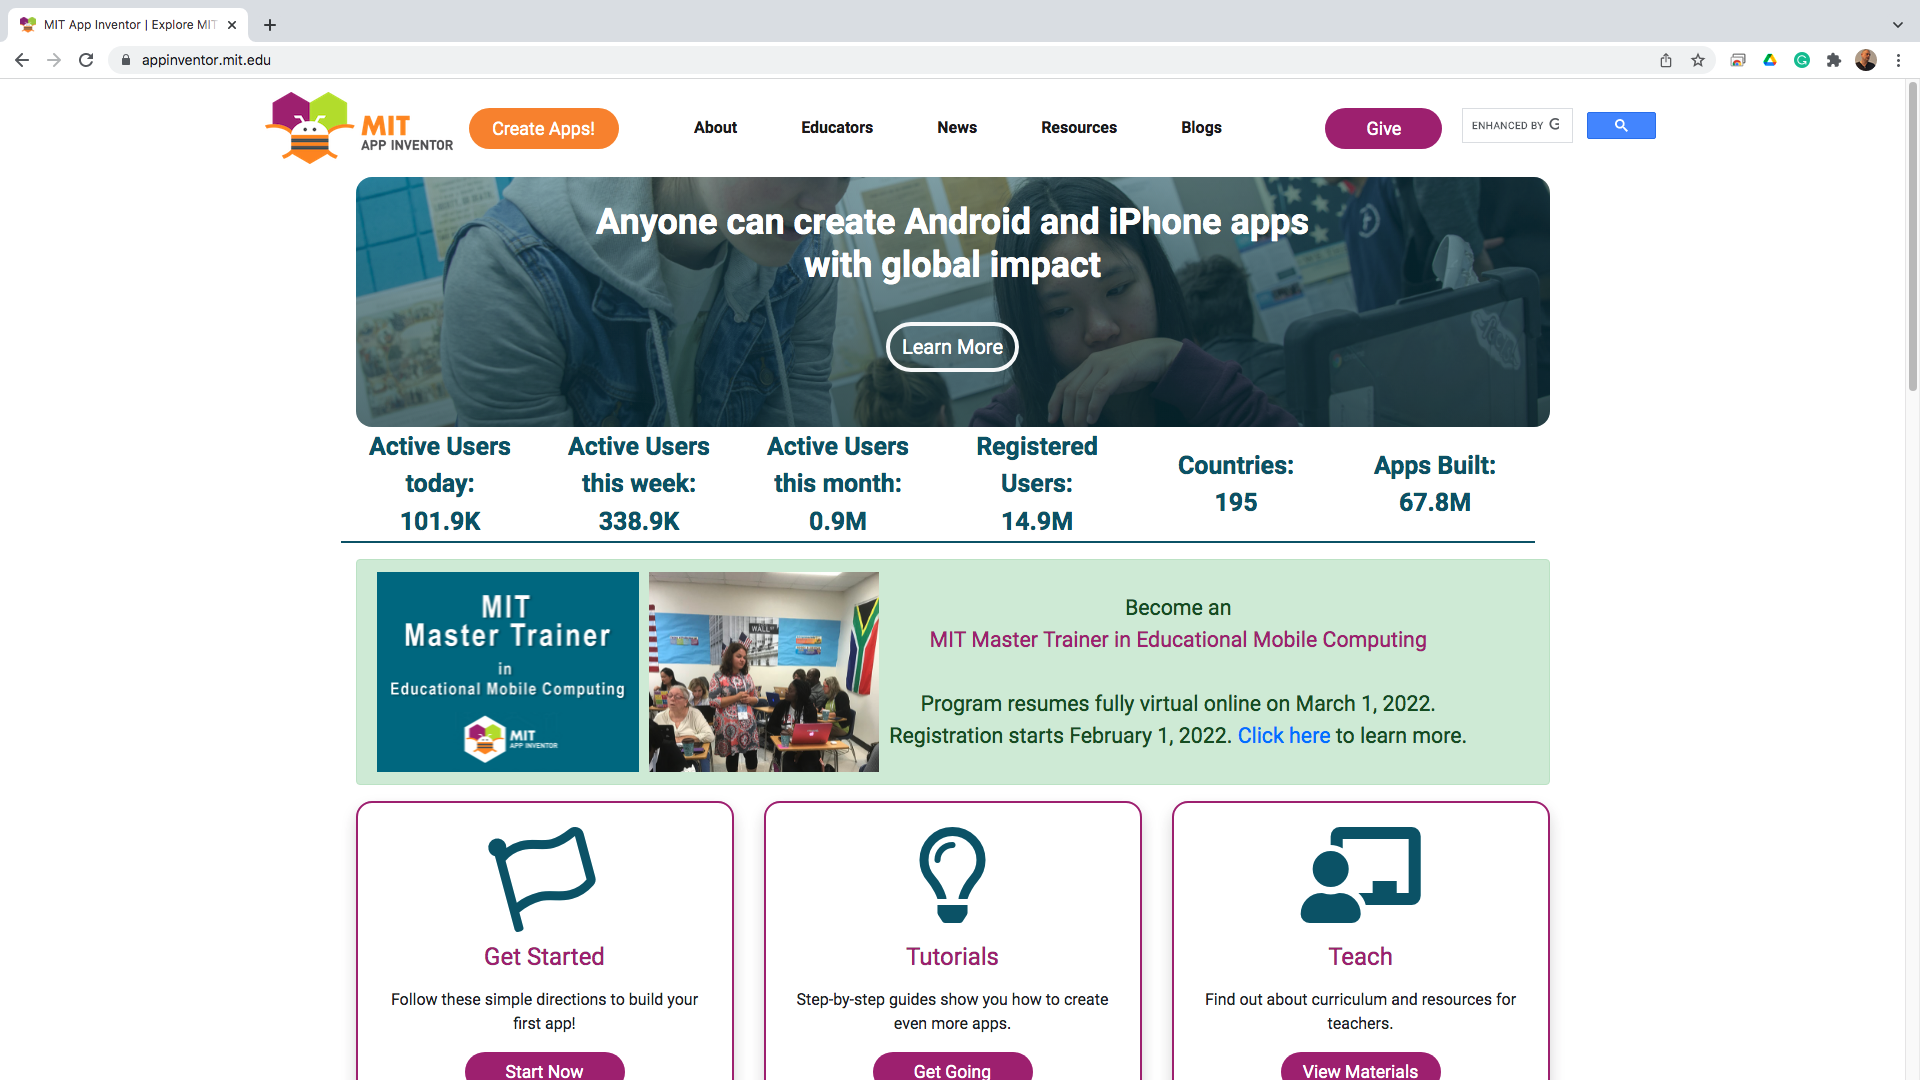 MIT App Inventor | Explore MIT
appinventor.mit.edu
MIT
APP INVENTOR
Create Apps!
About
Educators
News
Resources
Blogs
Give
ENHANCED BY G
Anyone can create Android and iPhone apps
with global impact
Learn More
Active Users
today:
101.9K
Active Users
this week:
338.9K
Active Users
this month:
0.9M
Registered
Users:
14.9M
Countries:
195
Apps Built:
67.8M
MIT
Master Trainer
in
Educational Mobile Computing
MIT
APP INVENTOR
WALL
Become an
MIT Master Trainer in Educational Mobile Computing
Program resumes fully virtual online on March 1, 2022.
Registration starts February 1, 2022. Click here to learn more.
Get Started
Follow these simple directions to build your
first app!
Start Now
Tutorials
Step-by-step guides show you how to create
even more apps.
Get Going
Teach
Find out about curriculum and resources for
teachers.
View Materials